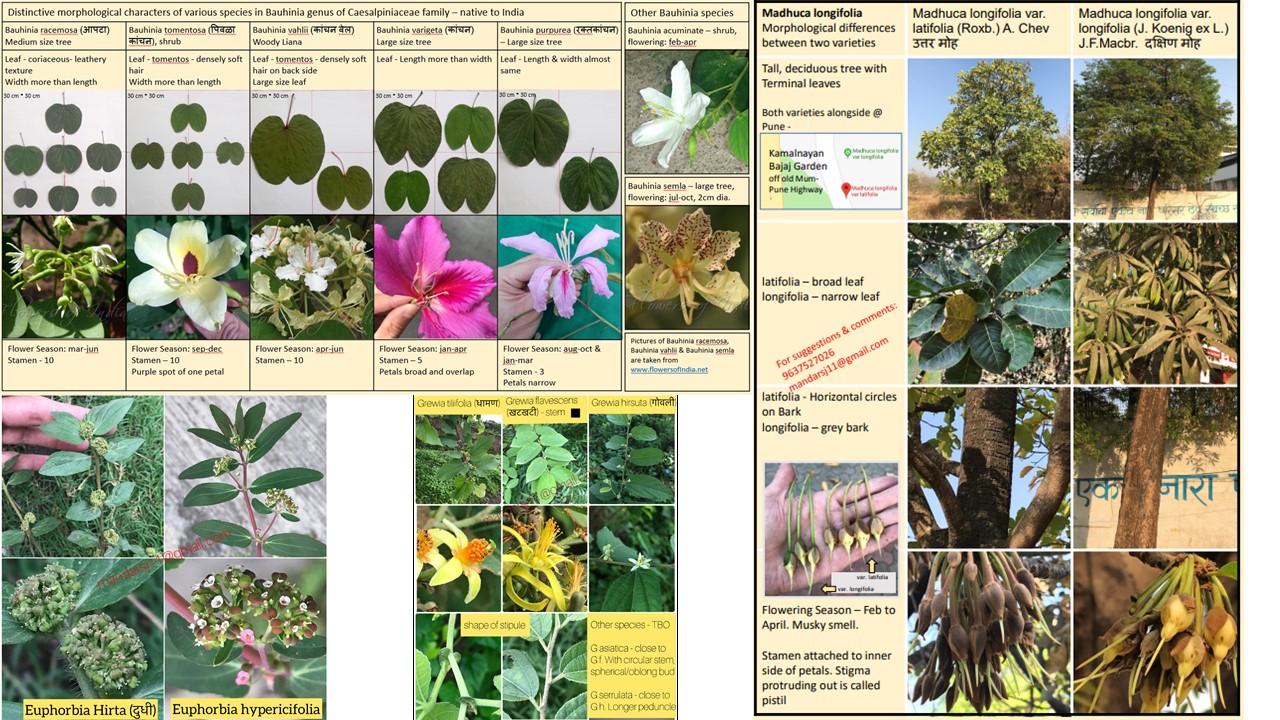 Distinctive morphological characters of various species in Bauhinia genus of Caesalpiniaceae family – native to India
Bauhinia racemosa (आपटा)
Medium size tree
Bauhinia tomentosa (पिवळा
कांचन), shrub
Bauhinia vahlii (कांचन वेल)
Woody Liana
Bauhinia varigeta (कांचन)
Large size tree
Bauhinia purpurea (रक्तकांचन)
– Large size tree
Leaf - coriaceous- leathery
texture
Width more than length
Leaf - tomentos - densely soft
hair
Width more than length
Leaf - tomentos - densely soft
hair on back side
Large size leaf
Leaf - Length more than width
Leaf - Length & width almost
same
30 cm * 30 cm
30 cm * 30 cm
30 cm * 30 cm
30 cm * 30 cm
30 cm * 30 cm
Flower Season: mar-jun
Stamen - 10
Flower Season: sep-dec
Stamen – 10
Purple spot of one petal
Flower Season: apr-jun
Stamen – 10
Flower Season: jan-apr
Stamen – 5
Petals broad and overlap
Flower Season: aug-oct &
jan-mar
Stamen - 3
Petals narrow
Other Bauhinia species
Bauhinia acuminate – shrub,
flowering: feb-apr
Bauhinia semla – large tree,
flowering: jul-oct, 2cm dia.
Pictures of Bauhinia racemosa,
Bauhinia vahlii & Bauhinia semla
are taken from
www.flowersofindia.net
Madhuca longifolia
Morphological differences
between two varieties
Madhuca longifolia var.
latifolia (Roxb.) A. Chev
उत्तर मोह
Madhuca longifolia var.
longifolia (J. Koenig ex L.)
J.F.Macbr. दक्षिण मोह
Tall, deciduous tree with
Terminal leaves
Both varieties alongside @
Pune -
Kamalnayan
Bajaj Garden
off old Mum-
Pune Highway
Madhuca longifolia
var longifolia
Madhuca longifolia
var latifolia
latifolia – broad leaf
longifolia – narrow leaf
For suggestions & comments:
9637527026
mandarsj11@gmail.com
latifolia - Horizontal circles
on Bark
longifolia – grey bark
एक
नारा
var. latifolia
var. longifolia
Flowering Season – Feb to
April. Musky smell.
Stamen attached to inner
side of petals. Stigma
protruding out is called
pistil
mandarsj11@gmail.com
Euphorbia Hirta (दुधी)
Euphorbia hypericifolia
Grewia tilifolia (धामण)
Grewia flavescens
(खटखटी) - stem
Grewia hirsuta (गोवली)
shape of stipule
Other species - TBO
G asiatica - close to
G f. With circular stem,
spherical/oblong bud
G serrulata - close to
G h. Longer peduncle